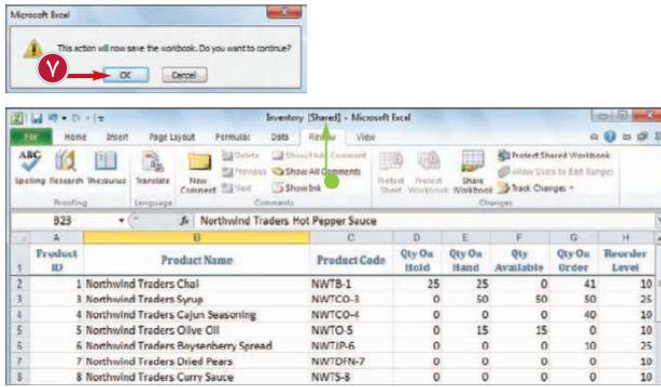 Microsoft Excel
This action will now save the workbook. Do you want to continue?
۷
OK Cancel
Inventory [Shared] - Microsoft Excel
File Home Insert Page Layout Formulas Data Review View
ABC Delete Show/Hide Comment Protect Shared Workbook
Previous Show All Comments Allow Users to Edit Ranges
Spelling Research Thesaurus Translate New Comment Next Show Ink Protect Sheet Protect Workbook Share Workbook Track Changes
Proofing Language Comments Changes
B23 fx Northwind Traders Hot Pepper Sauce
A B C D E F G H
1 Product ID Product Name Product Code Qty On Hold Qty On Hand Qty Available Qty On Order Reorder Level
2 1 Northwind Traders Chai NWTB-1 25 25 0 41 10
3 3 Northwind Traders Syrup NWTCO-3 0 50 50 50 25
4 4 Northwind Traders Cajun Seasoning NWTCO-4 0 0 0 40 10
5 5 Northwind Traders Olive Oil NWTO-5 0 15 15 0 10
6 6 Northwind Traders Boysenberry Spread NWTJP-6 0 0 0 10 25
7 7 Northwind Traders Dried Pears NWTDFN-7 0 0 0 0 10
8 8 Northwind Traders Curry Sauce NWTS-8 0 0 0 0 10